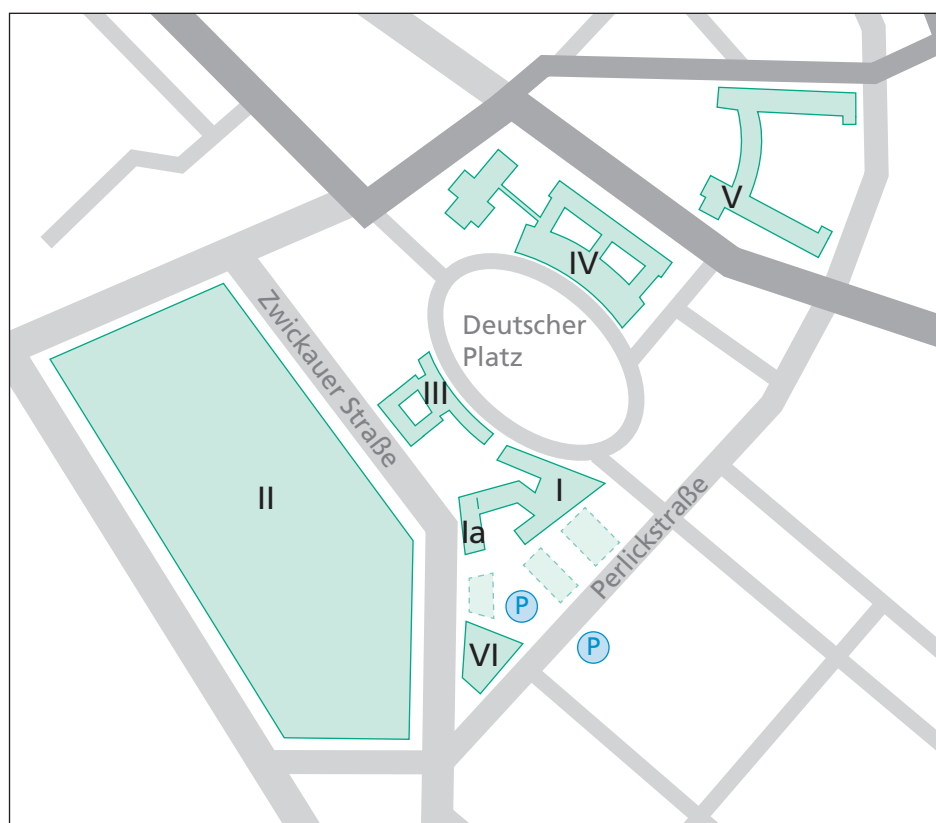 V
IV
Deutscher
Platz
Zwickauer Straße
III
II
I
Ia
Perlickstraße
P
P
VI